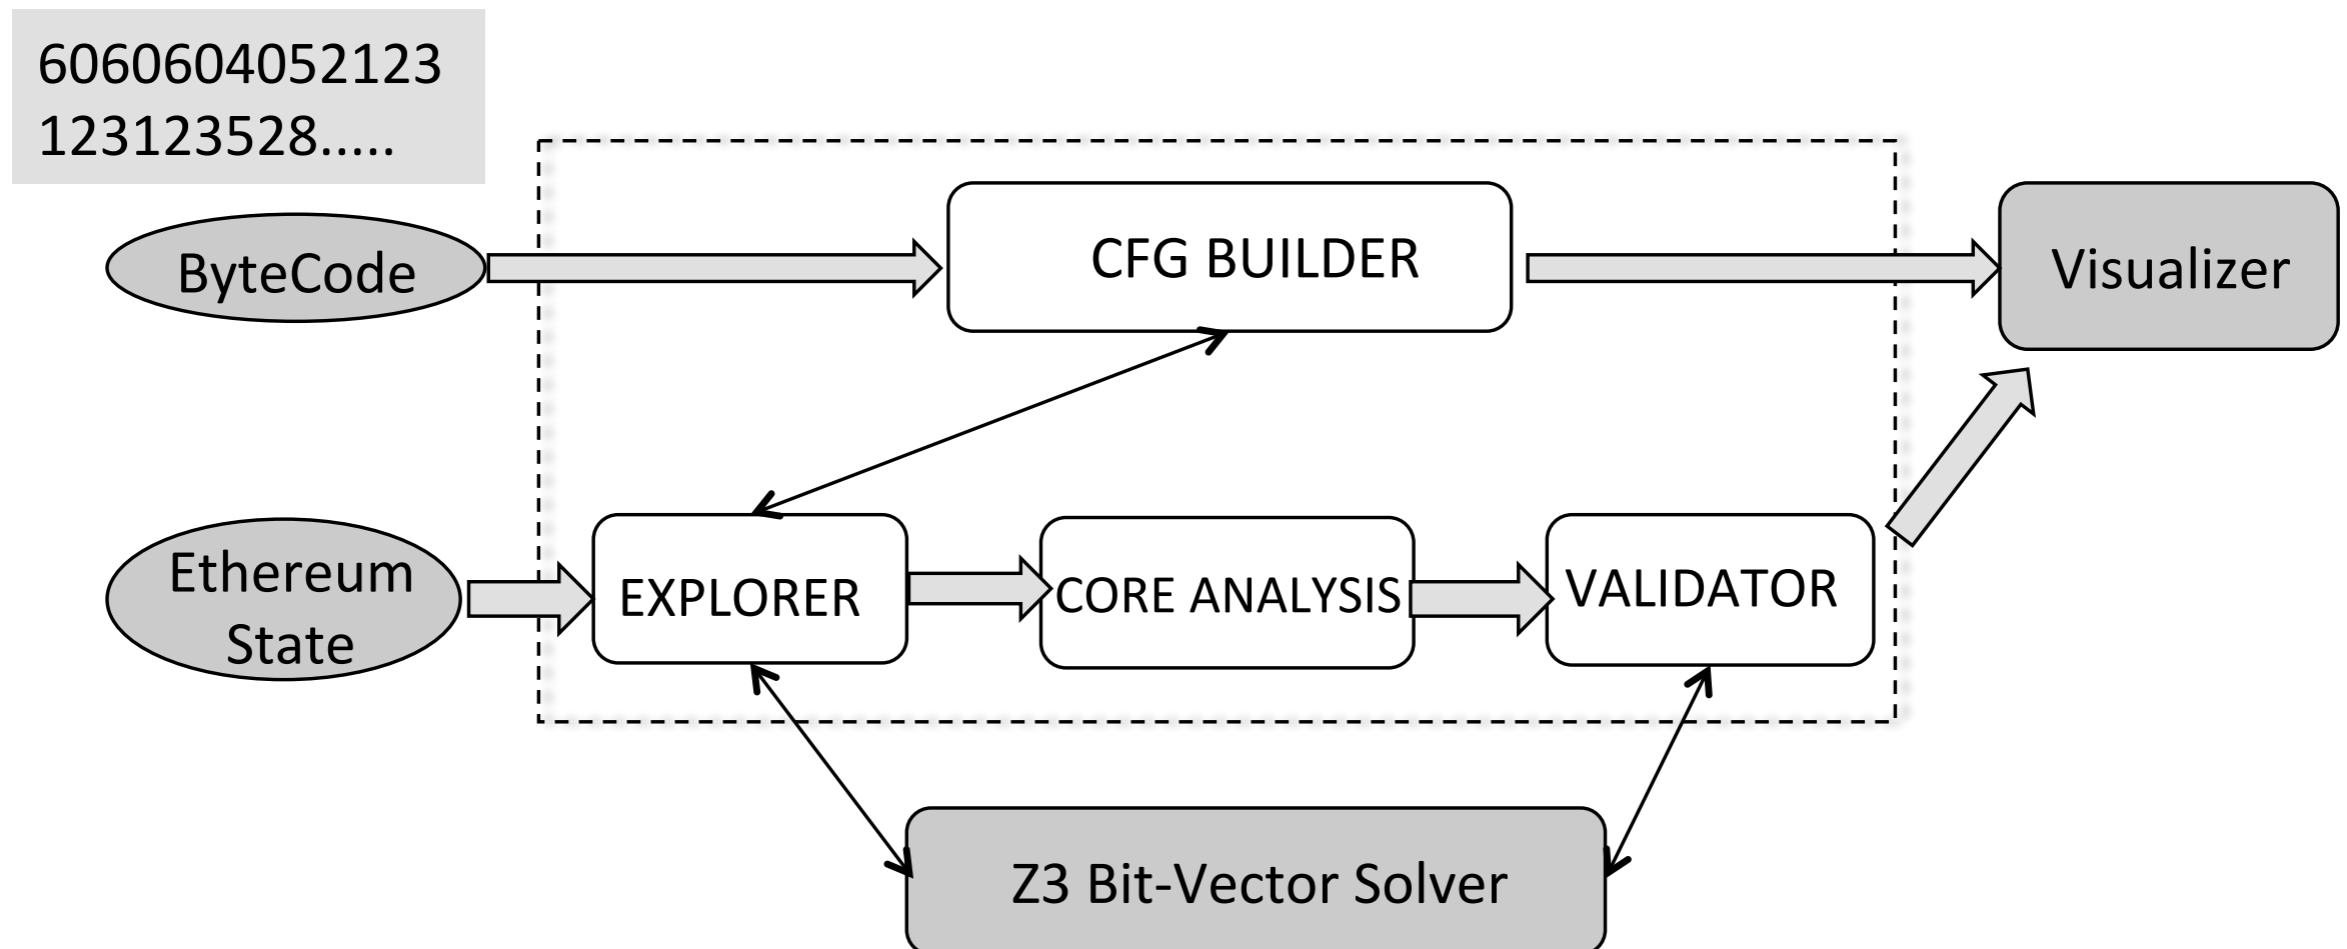 6060604052123
123123528.....
ByteCode
CFG BUILDER
Visualizer
Ethereum
State
EXPLORER
CORE ANALYSIS
VALIDATOR
Z3 Bit-Vector Solver